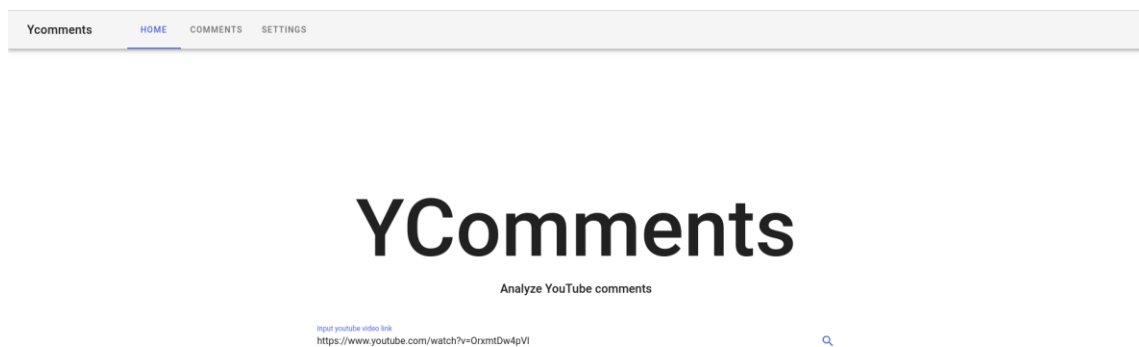 Ycomments HOME COMMENTS SETTINGS
YComments
Analyze YouTube comments
Input youtube video link
https://www.youtube.com/watch?v=OrxmtDw4pVI